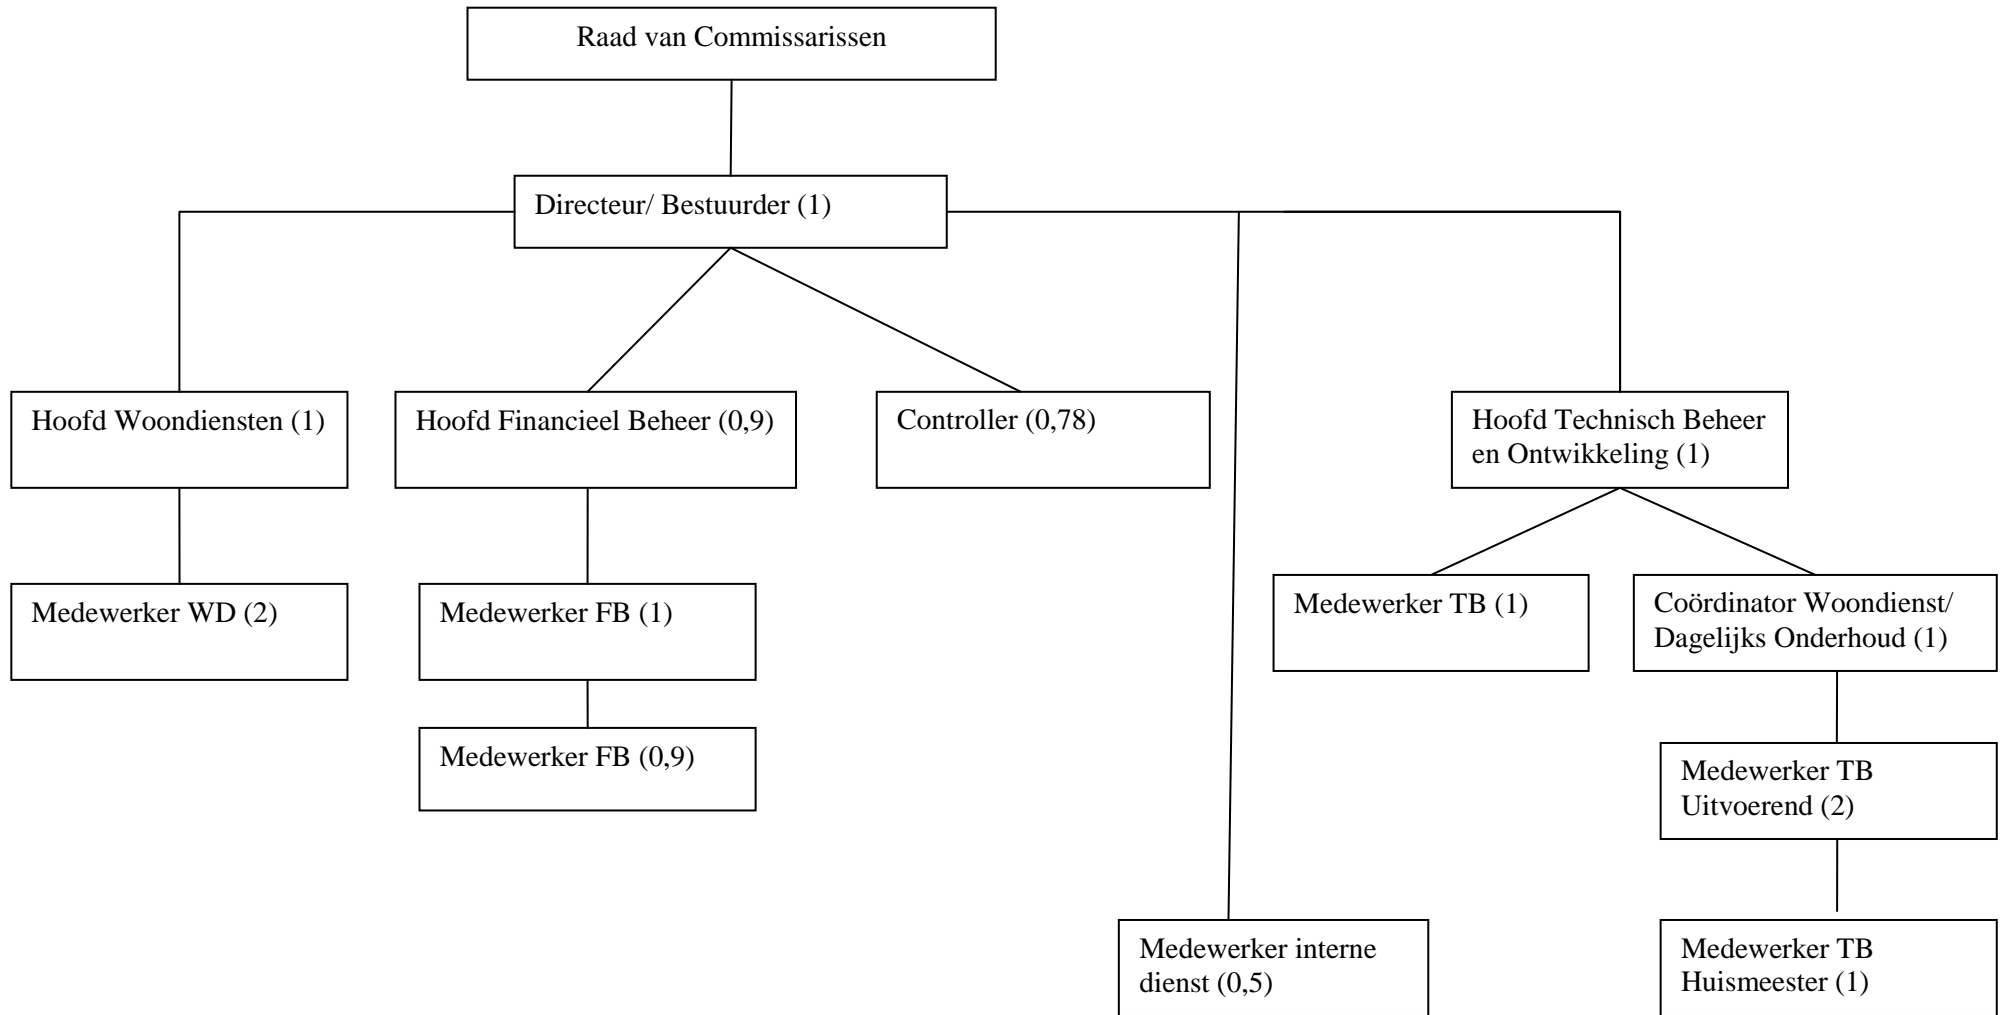 Raad van Commissarissen
Directeur/ Bestuurder (1)
Hoofd Woondiensten (1)
Hoofd Financieel Beheer (0,9)
Controller (0,78)
Hoofd Technisch Beheer
en Ontwikkeling (1)
Medewerker WD (2)
Medewerker FB (1)
Medewerker TB (1)
Coördinator Woondienst/
Dagelijks Onderhoud (1)
Medewerker FB (0,9)
Medewerker TB
Uitvoerend (2)
Medewerker interne
dienst (0,5)
Medewerker TB
Huismeester (1)